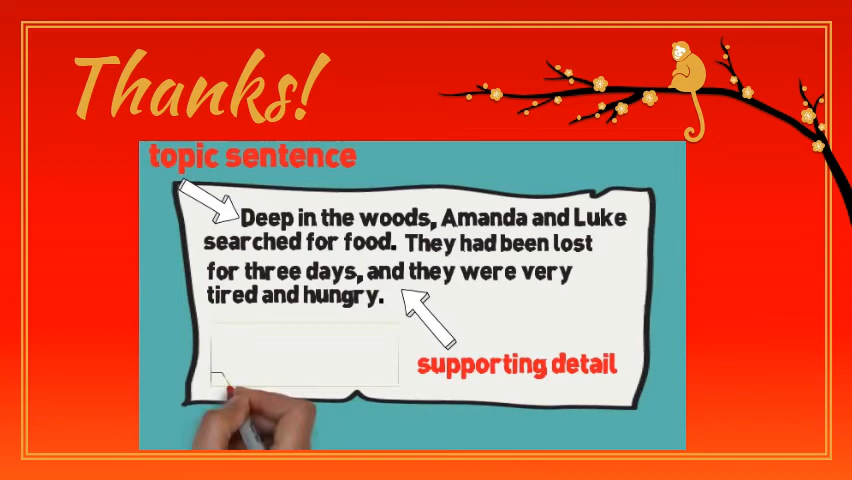 Thanks!
topic sentence
Deep in the woods, Amanda and Luke
searched for food. They had been lost
for three days, and they were very
tired and hungry.
supporting detail